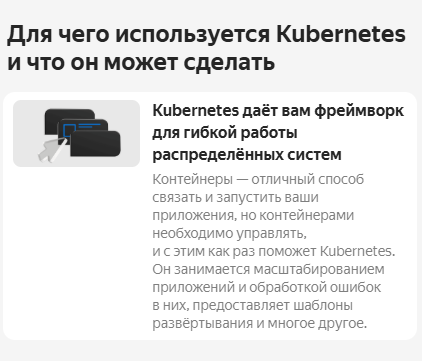 Для чего используется Kubernetes
и что он может сделать
Kubernetes даёт вам фреймворк
для гибкой работы
распределённых систем
Контейнеры — отличный способ
связать и запустить ваши
приложения, но контейнерами
необходимо управлять,
и с этим как раз поможет Kubernetes.
Он занимается масштабированием
приложений и обработкой ошибок
в них, предоставляет шаблоны
развёртывания и многое другое.